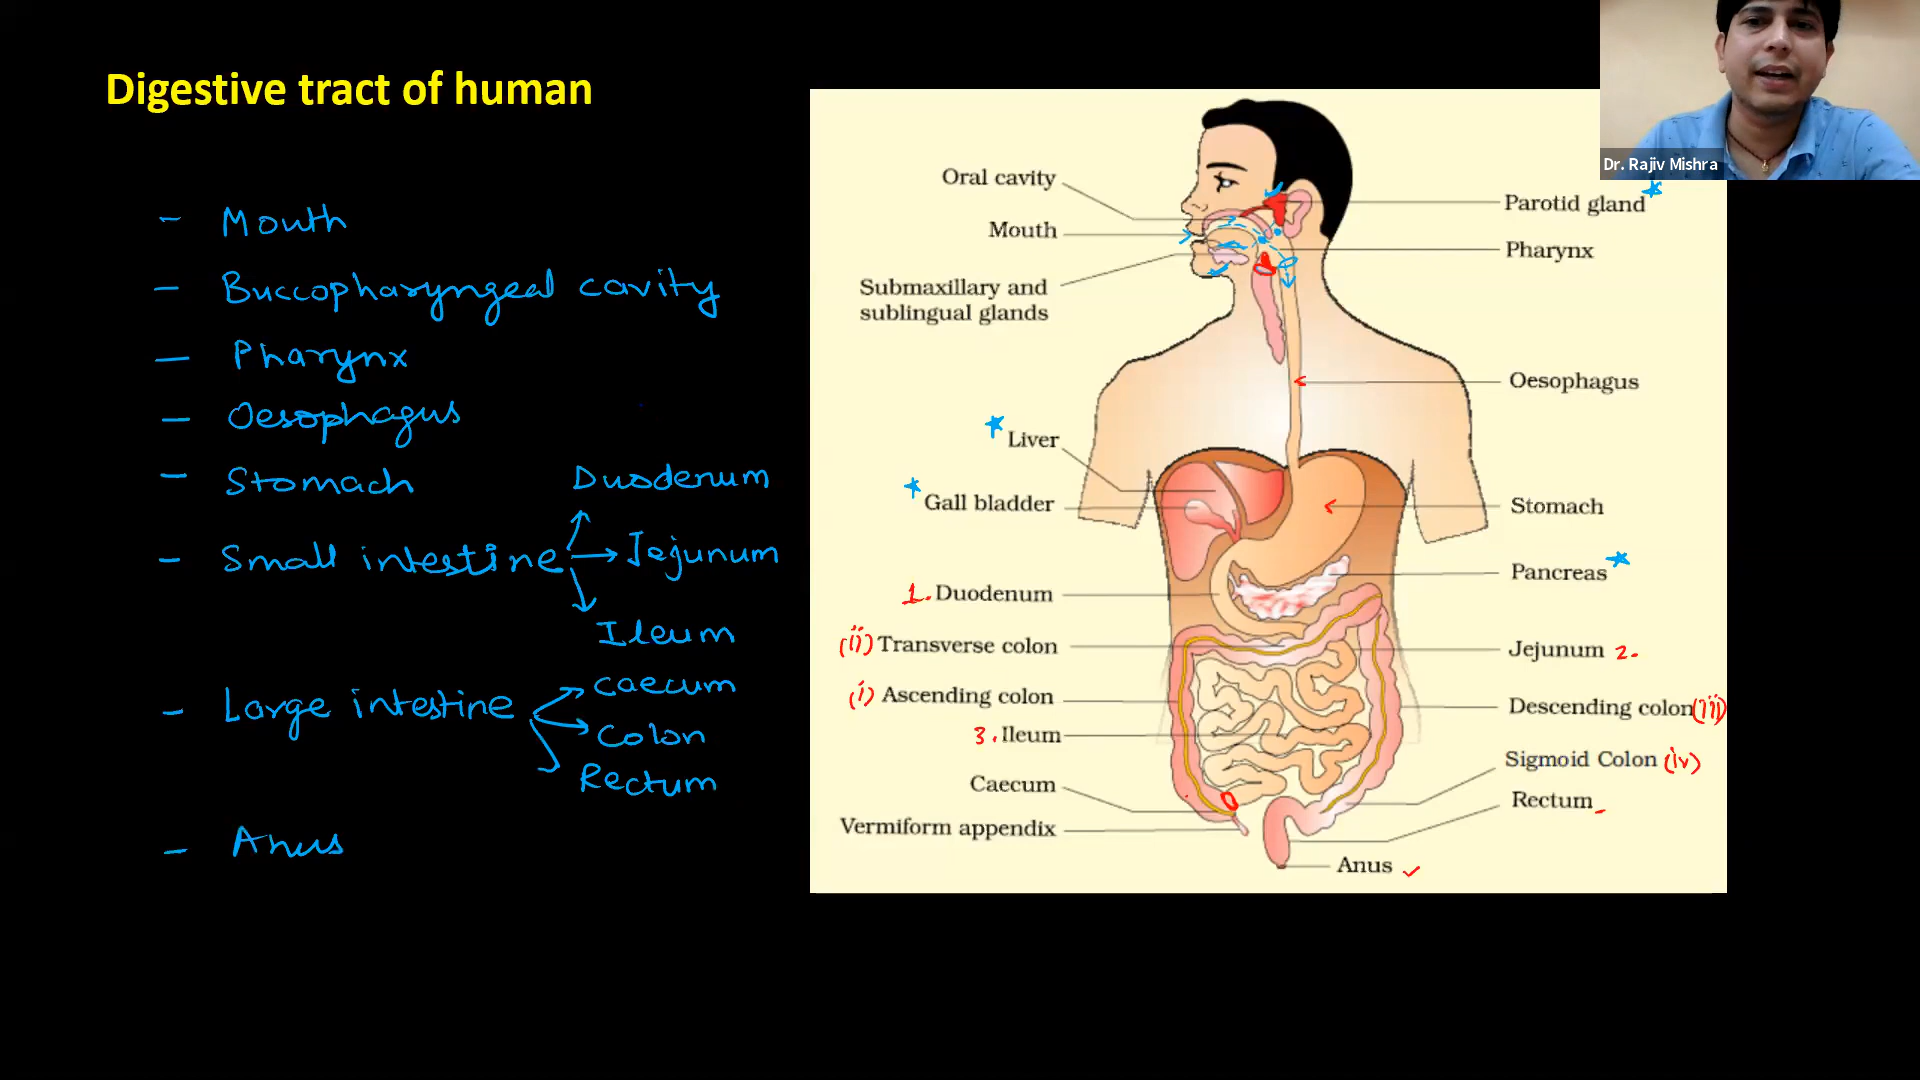 Digestive tract of human
- Mouth
- Buccopharyngeal cavity
- Pharynx
- Oesophagus
- Stomach
Duodenum
- Small intestine
Jejunum
Ileum
- Large intestine
Caecum
Colon
Rectum
- Anus
Oral cavity
Mouth
Submaxillary and
sublingual glands
Liver
Gall bladder
1. Duodenum
(ii) Transverse colon
(i) Ascending colon
3. Ileum
Caecum
Vermiform appendix
Parotid gland
Pharynx
Oesophagus
Stomach
Pancreas
Jejunum 2.
Descending colon (iii)
Sigmoid Colon (iv)
Rectum
Anus
Dr. Rajiv Mishra